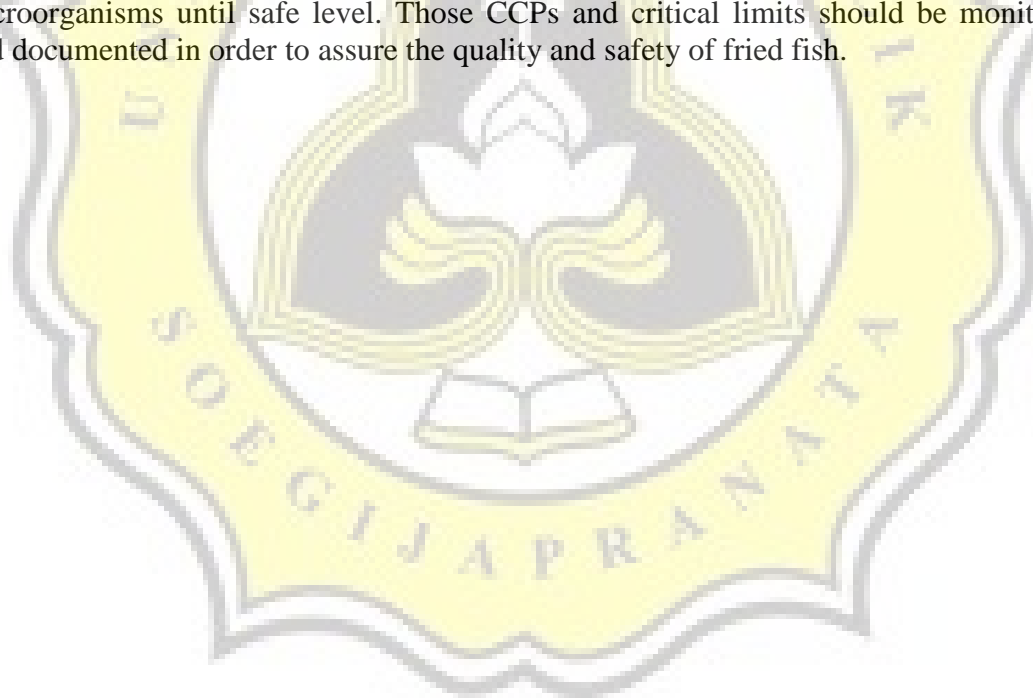 croorganisms until safe level. Those CCPs and critical limits should be monit
documented in order to assure the quality and safety of fried fish.
U
I K
SOEGIJAPRANATA